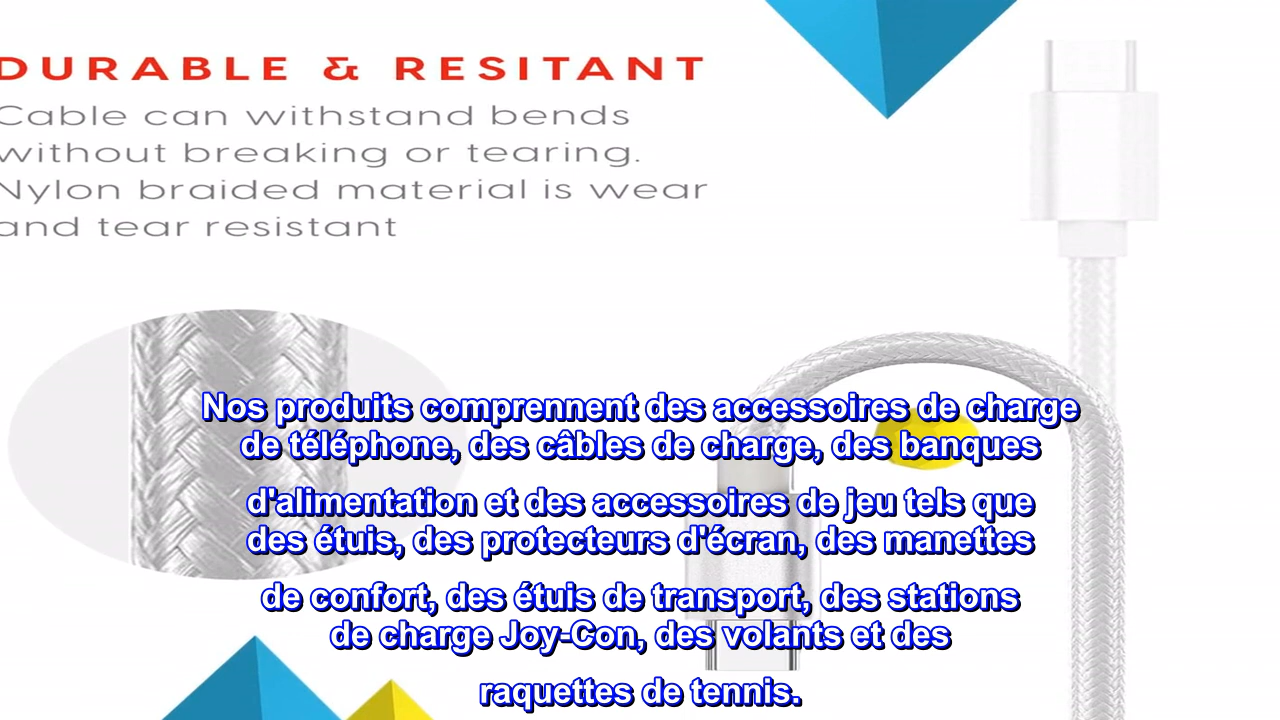 DURABLE & RESITANT
Cable can withstand bends
without breaking or tearing.
Nylon braided material is wear
and tear resistant
Nos produits comprennent des accessoires de charge
de téléphone, des câbles de charge, des banques
d'alimentation et des accessoires de jeu tels que
des étuis, des protecteurs d'écran, des manettes
de confort, des étuis de transport, des stations
de charge Joy-Con, des volants et des
raquettes de tennis.